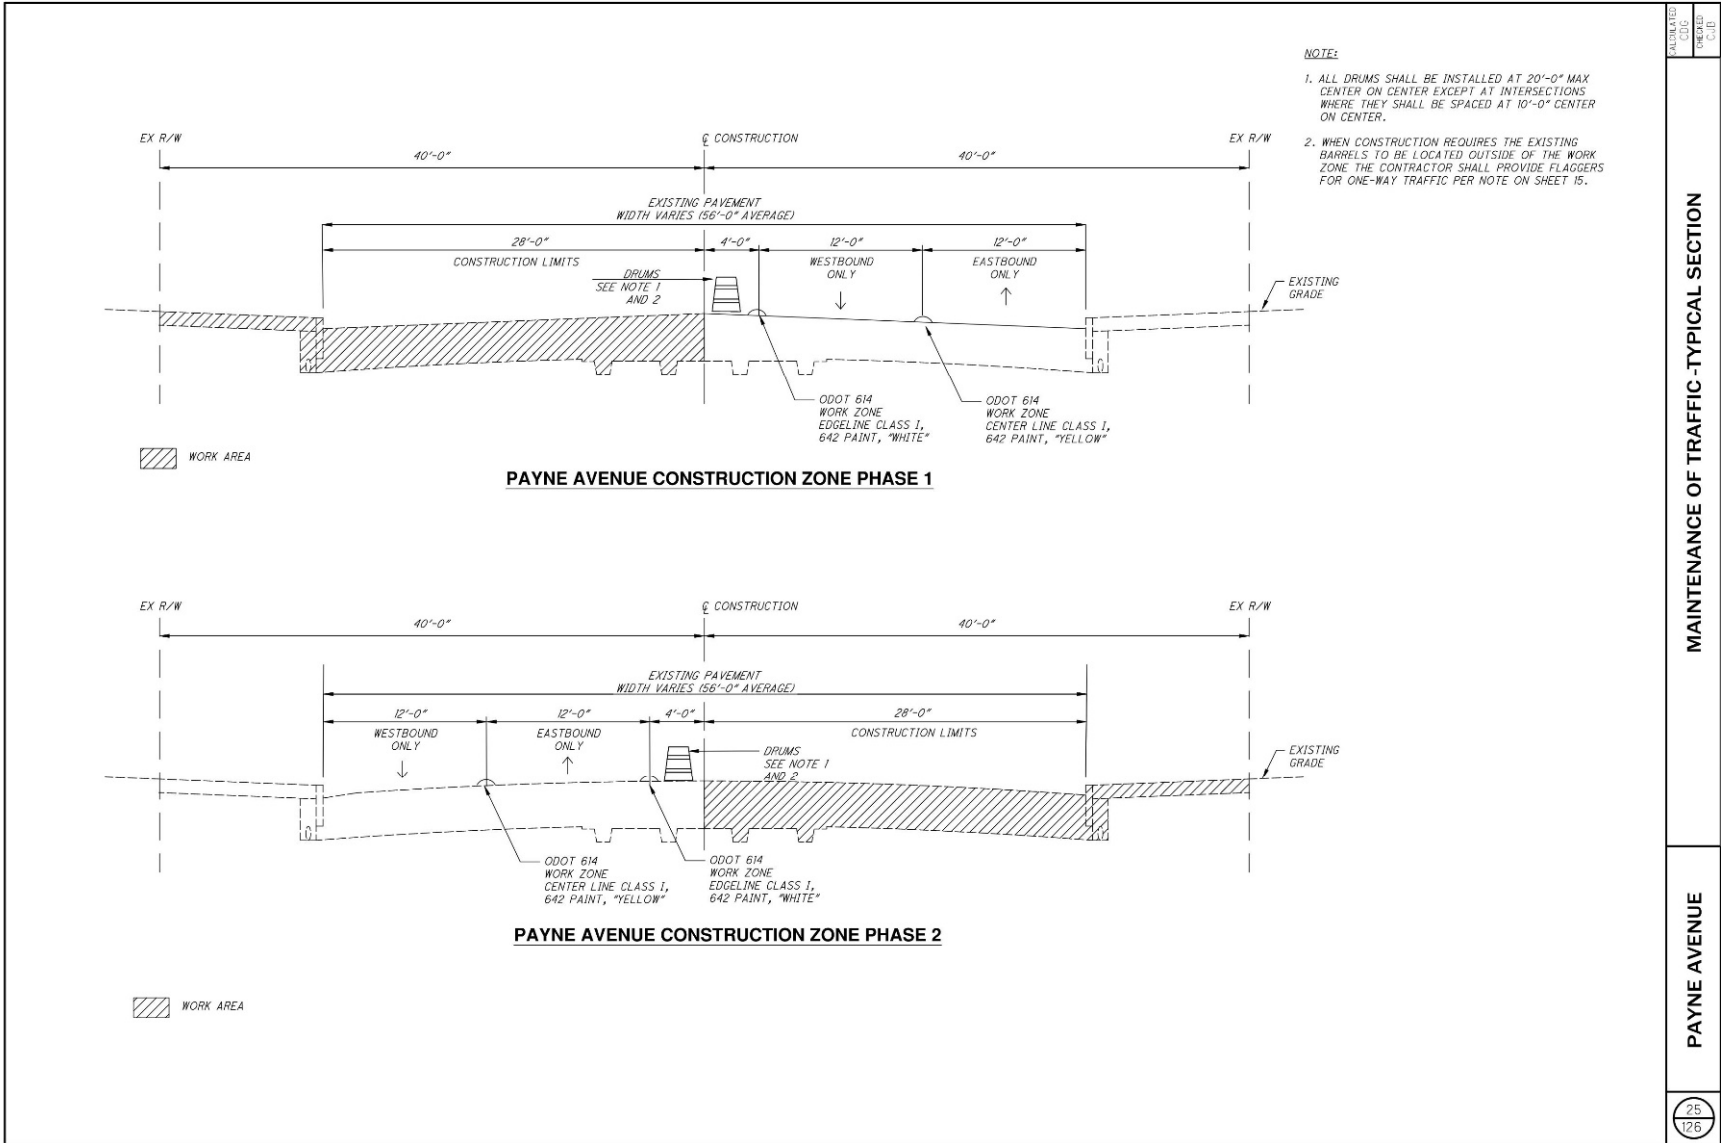 NOTE:
1. ALL DRUMS SHALL BE INSTALLED AT 20'-0" MAX
CENTER ON CENTER EXCEPT AT INTERSECTIONS
WHERE THEY SHALL BE SPACED AT 10'-0" CENTER
ON CENTER.
2. WHEN CONSTRUCTION REQUIRES THE EXISTING
BARRELS TO BE LOCATED OUTSIDE OF THE WORK
ZONE THE CONTRACTOR SHALL PROVIDE FLAGGERS
FOR ONE-WAY TRAFFIC PER NOTE ON SHEET 15.
EX R/W
℄ CONSTRUCTION
EX R/W
40'-0"
40'-0"
EXISTING PAVEMENT
WIDTH VARIES (56'-0" AVERAGE)
28'-0"
4'-0"
12'-0"
12'-0"
CONSTRUCTION LIMITS
WESTBOUND
ONLY
EASTBOUND
ONLY
DRUMS
SEE NOTE 1
AND 2
EXISTING
GRADE
ODOT 614
WORK ZONE
EDGELINE CLASS I,
642 PAINT, "WHITE"
ODOT 614
WORK ZONE
CENTER LINE CLASS I,
642 PAINT, "YELLOW"
WORK AREA
PAYNE AVENUE CONSTRUCTION ZONE PHASE 1
EX R/W
℄ CONSTRUCTION
EX R/W
40'-0"
40'-0"
EXISTING PAVEMENT
WIDTH VARIES (56'-0" AVERAGE)
12'-0"
12'-0"
4'-0"
28'-0"
WESTBOUND
ONLY
EASTBOUND
ONLY
CONSTRUCTION LIMITS
DRUMS
SEE NOTE 1
AND 2
EXISTING
GRADE
ODOT 614
WORK ZONE
CENTER LINE CLASS I,
642 PAINT, "YELLOW"
ODOT 614
WORK ZONE
EDGELINE CLASS I,
642 PAINT, "WHITE"
PAYNE AVENUE CONSTRUCTION ZONE PHASE 2
WORK AREA
CALCULATED
CDG
CHECKED
CJB
MAINTENANCE OF TRAFFIC -TYPICAL SECTION
PAYNE AVENUE
25
126